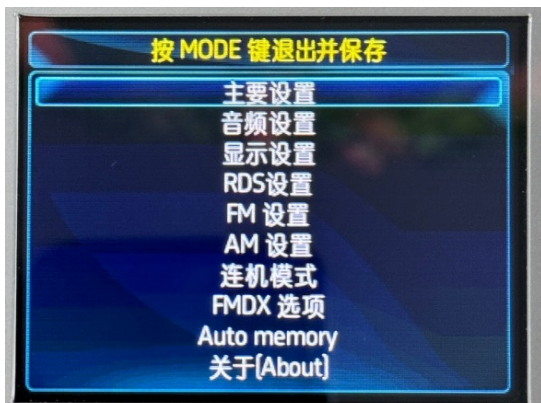 按 MODE 键退出并保存
主要设置
音频设置
显示设置
RDS设置
FM 设置
AM 设置
连机模式
FMDX 选项
Auto memory
关于[About]